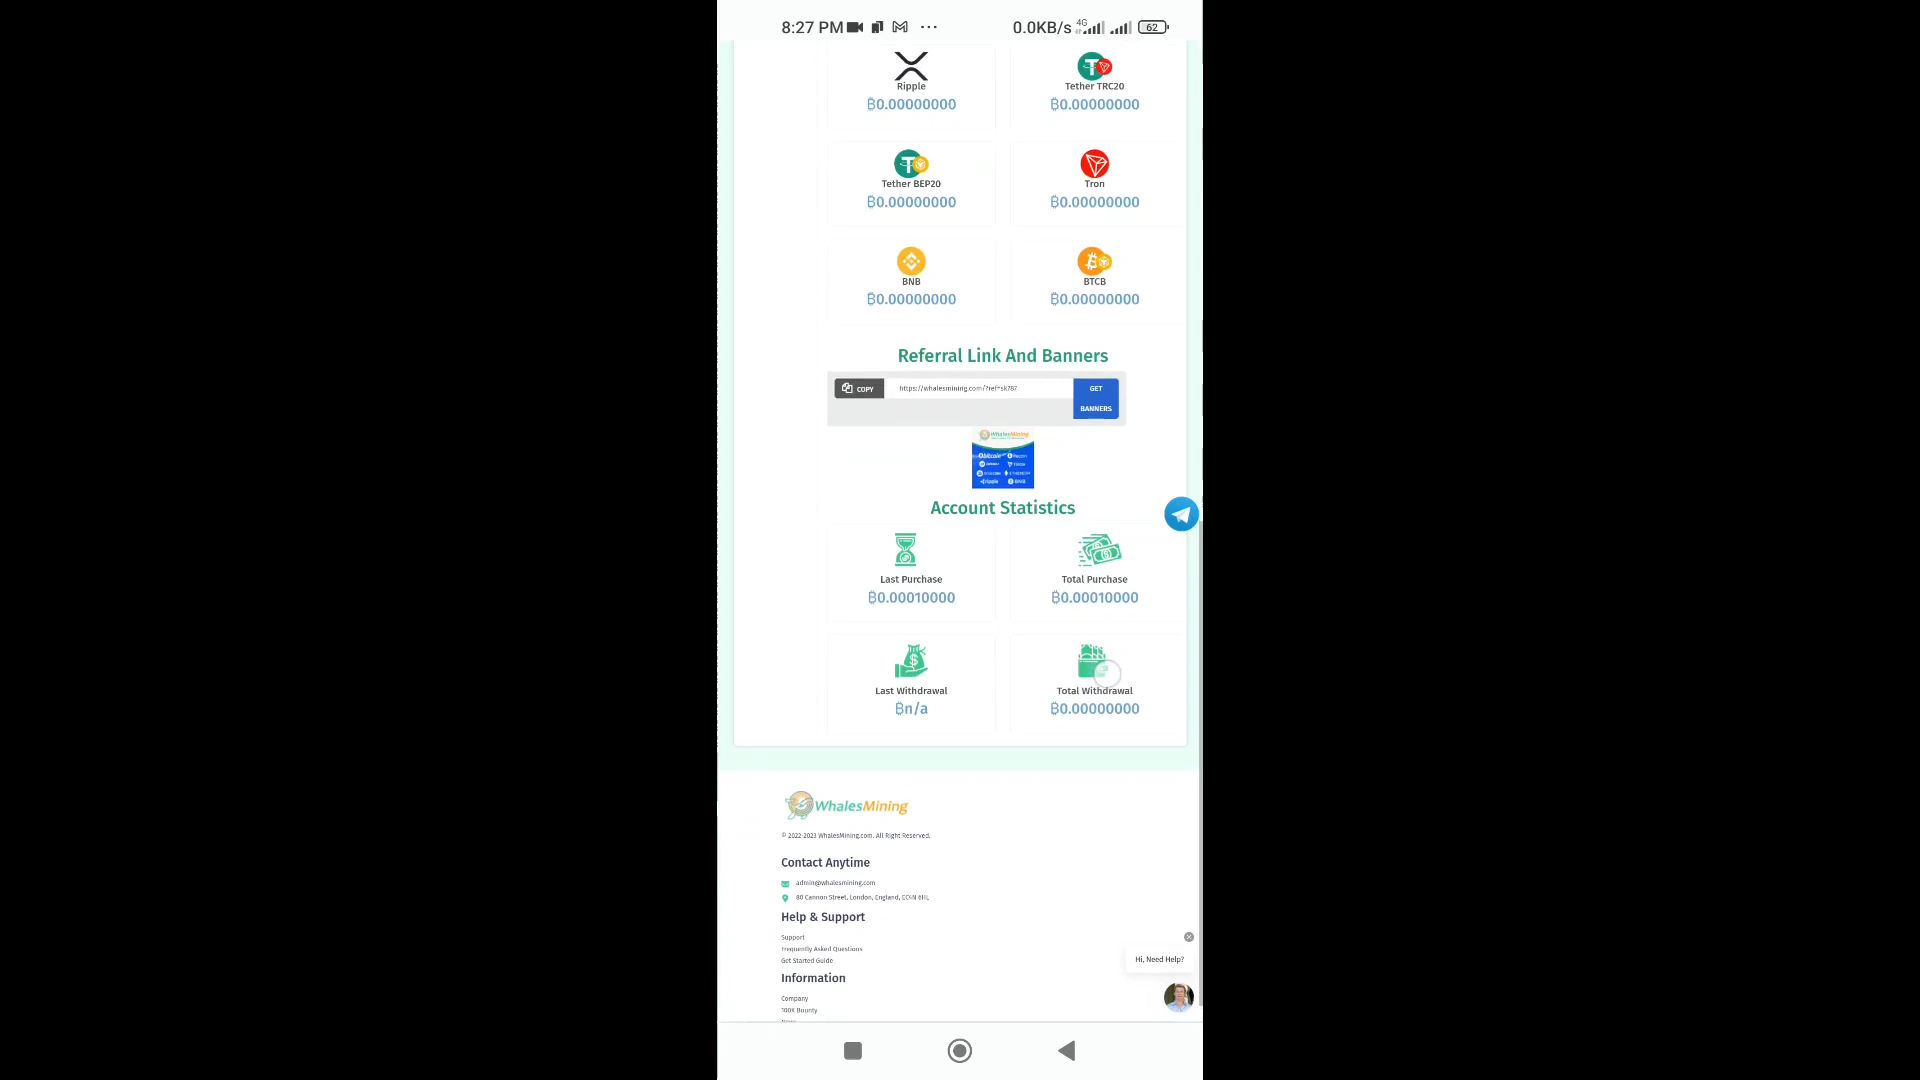 8:27 PM ... 0.0KB/s 4G 62
Ripple Tether TRC20
₿0.00000000 ₿0.00000000
Tether BEP20 Tron
₿0.00000000 ₿0.00000000
BNB BTCB
₿0.00000000 ₿0.00000000
Referral Link And Banners
COPY https://whalesmining.com/?ref=sk787 GET
BANNERS
WhalesMining
Account Statistics
Last Purchase Total Purchase
₿0.00010000 ₿0.00010000
Last Withdrawal Total Withdrawal
₿n/a ₿0.00000000
WhalesMining
© 2022-2023 WhalesMining.com. All Right Reserved.
Contact Anytime
admin@whalesmining.com
80 Cannon Street, London, England, EC4N 6HL
Help & Support
Support
Frequently Asked Questions
Get Started Guide
Hi, Need Help?
Information
Company
100K Bounty